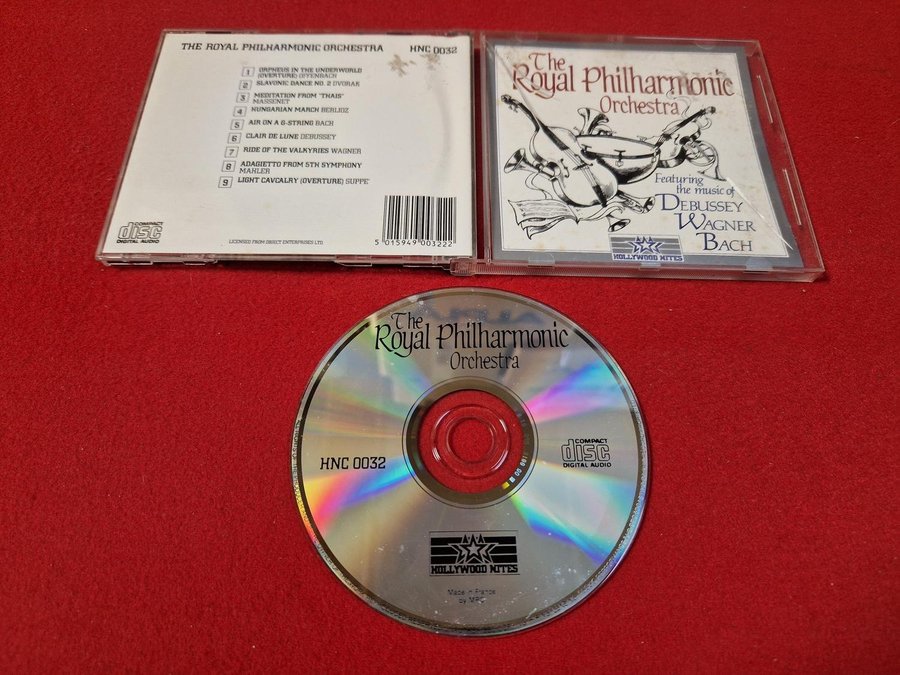 THE ROYAL PHILHARMONIC ORCHESTRA HNC 0032
1 ORPHEUS IN THE UNDERWORLD
(OVERTURE) OFFENBACH
2 SLAVONIC DANCE NO. 2 DVORAK
3 MEDITATION FROM "THAIS"
MASSENET
4 HUNGARIAN MARCH BERLIOZ
5 AIR ON A G-STRING BACH
6 CLAIR DE LUNE DEBUSSEY
7 RIDE OF THE VALKYRIES WAGNER
8 ADAGIETTO FROM 5TH SYMPHONY
MAHLER
9 LIGHT CAVCALRY (OVERTURE) SUPPE'
COMPACT
disc
DIGITAL AUDIO
LICENSED FROM OBJECT ENTERPRISES LTD
5 015949 003222
The
Royal Philharmonic
Orchestra
Featuring
the music of
DEBUSSEY
WAGNER
BACH
HOLLYWOOD NITES
The
Royal Philharmonic
Orchestra
HNC 0032
COMPACT
disc
DIGITAL AUDIO
HOLLYWOOD NITES
Made in France
by MPO